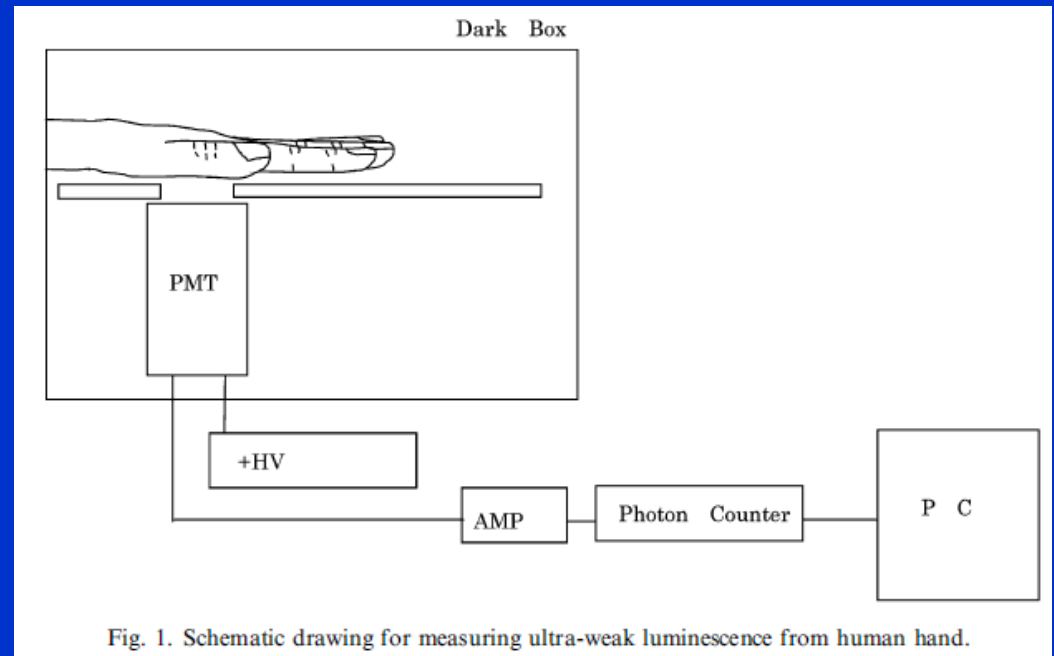 Dark Box
PMT
+HV
AMP
Photon Counter
P C
Fig. 1. Schematic drawing for measuring ultra-weak luminescence from human hand.